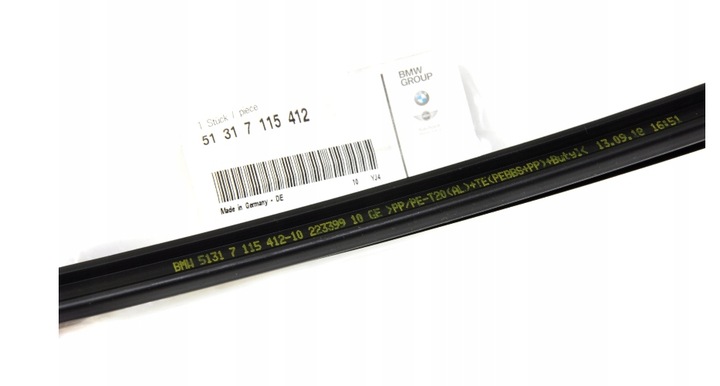 BMW
GROUP
1 Stuck / piece
51 31 7 115 412
Made in Germany - DE
10 YJ4
BMW 5131 7 115 412-10 223399 10 GE >PP/PE-T20(AL)+TE(PEBBS+PP)+Butyl< 13.09.18 16:51